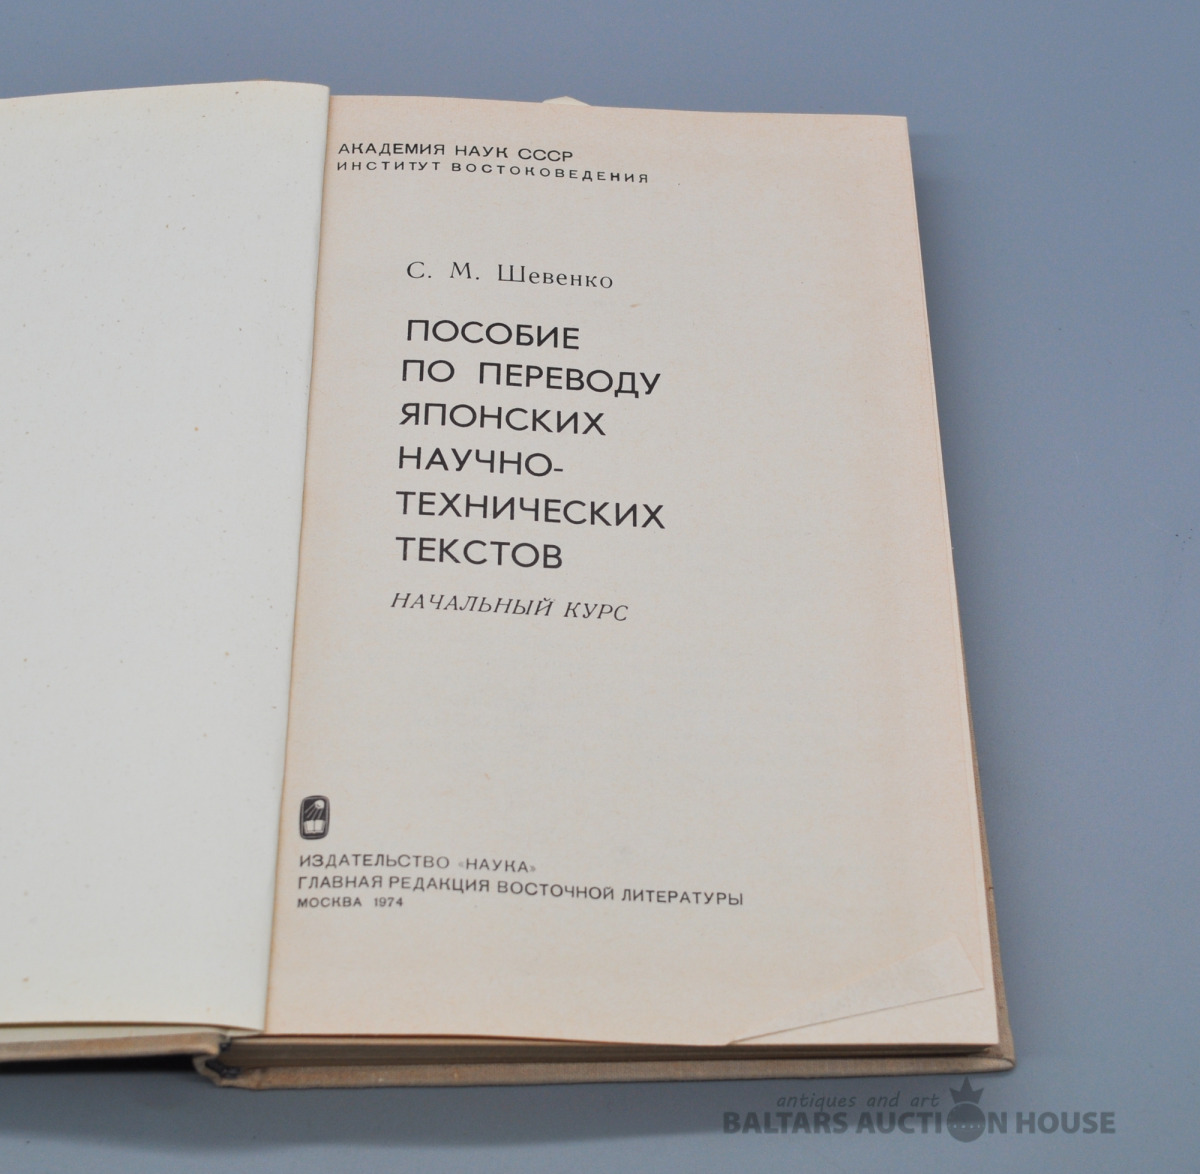 АКАДЕМИЯ НАУК СССР
ИНСТИТУТ ВОСТОКОВЕДЕНИЯ
С. М. Шевенко
ПОСОБИЕ
ПО ПЕРЕВОДУ
ЯПОНСКИХ
НАУЧНО-
ТЕХНИЧЕСКИХ
ТЕКСТОВ
НАЧАЛЬНЫЙ КУРС
ИЗДАТЕЛЬСТВО «НАУКА»
ГЛАВНАЯ РЕДАКЦИЯ ВОСТОЧНОЙ ЛИТЕРАТУРЫ
МОСКВА 1974
antiques and art
BALTARS AUCTION HOUSE